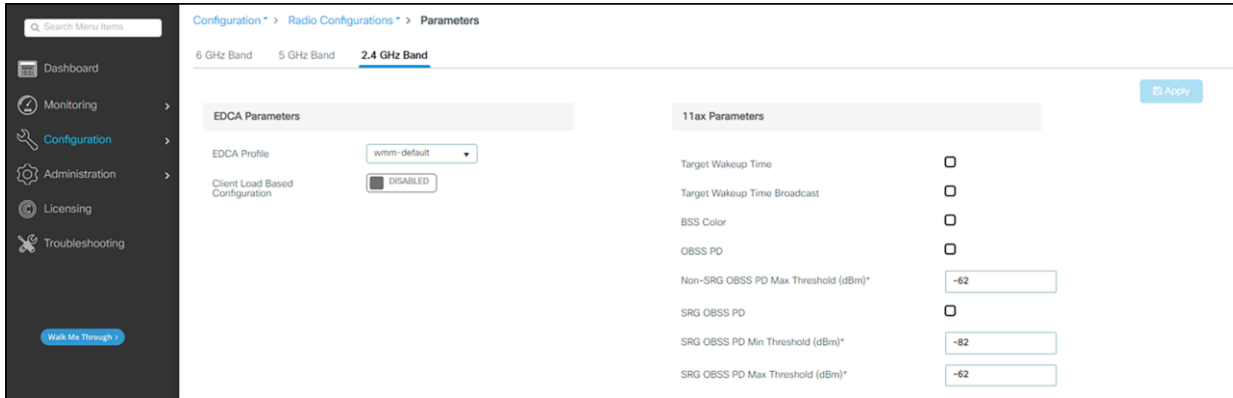 Search Menu Items
Dashboard
Monitoring
Configuration
Administration
Licensing
Troubleshooting
Walk Me Through >
Configuration > Radio Configurations > Parameters
6 GHz Band 5 GHz Band 2.4 GHz Band
Apply
EDCA Parameters
EDCA Profile wmm-default
Client Load Based
Configuration DISABLED
11ax Parameters
Target Wakeup Time
Target Wakeup Time Broadcast
BSS Color
OBSS PD
Non-SRG OBSS PD Max Threshold (dBm)* -62
SRG OBSS PD
SRG OBSS PD Min Threshold (dBm)* -82
SRG OBSS PD Max Threshold (dBm)* -62